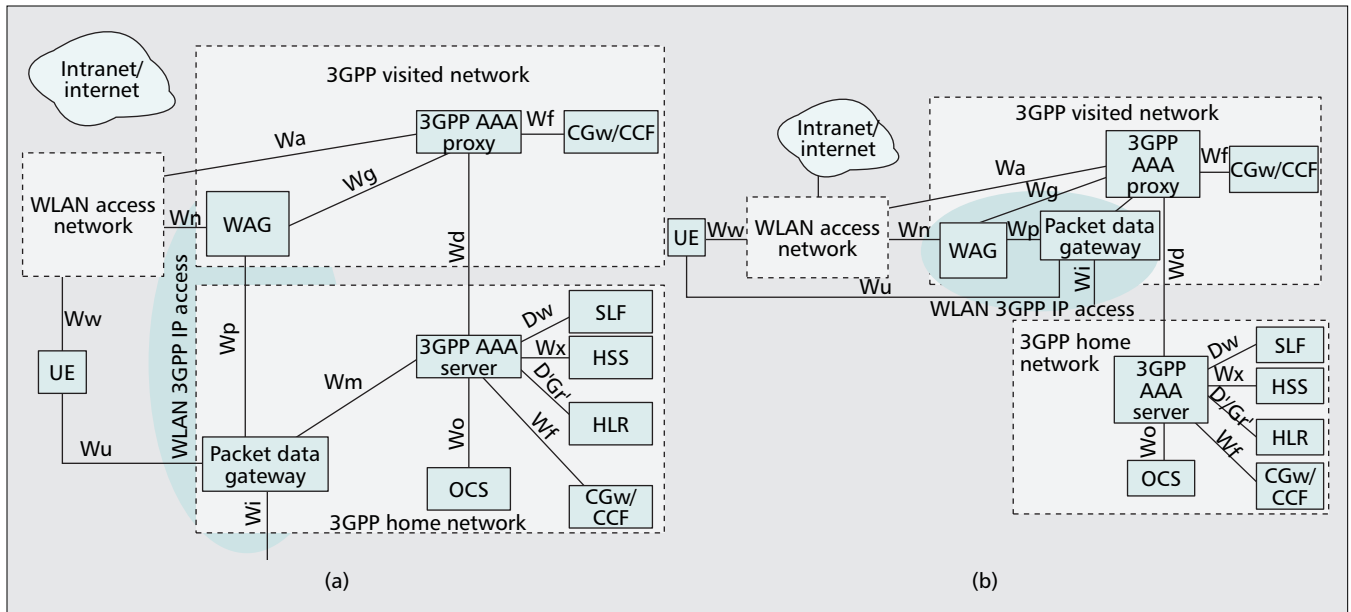 Intranet/
internet
3GPP visited network
3GPP AAA
proxy
Wf
CGw/CCF
Wa
Wg
WLAN access
network
Wn
WAG
Wd
WLAN 3GPP IP access
Ww
UE
Wp
Wu
Dw
SLF
3GPP AAA
server
Wx
HSS
D'Gr'
HLR
Wm
Wo
Wf
Packet data
gateway
OCS
CGw/
CCF
Wi
3GPP home network
(a)
3GPP visited network
Intranet/
internet
3GPP
AAA
proxy
Wf
CGw/CCF
Wa
Wg
UE
Ww
WLAN access
network
Wn
WAG
Wp
Packet data
gateway
Wd
Wu
Wi
WLAN 3GPP IP access
3GPP home
network
Dw
SLF
3GPP
AAA
server
Wx
HSS
D'/Gr'
HLR
Wo
Wf
OCS
CGw/
CCF
(b)